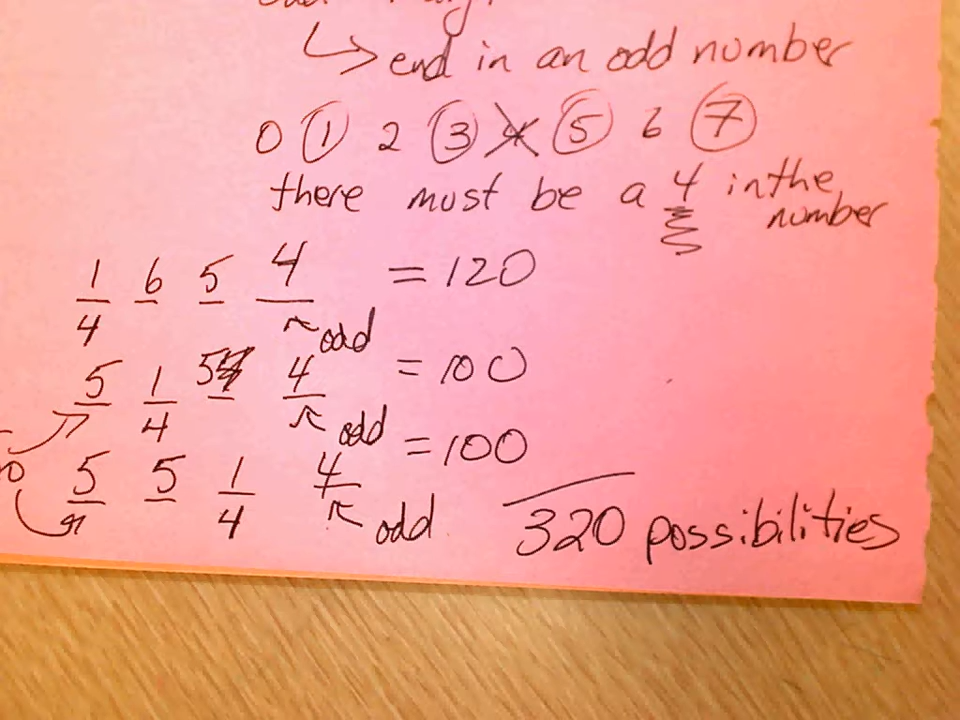 ↳ end in an odd number
0 1 2 3 4 5 6 7
there must be a 4 in the number
1 6 5 4 = 120
4 odd
5 1 5 4 = 100
4 odd
5 5 1 4 = 100
4 odd
320 possibilities